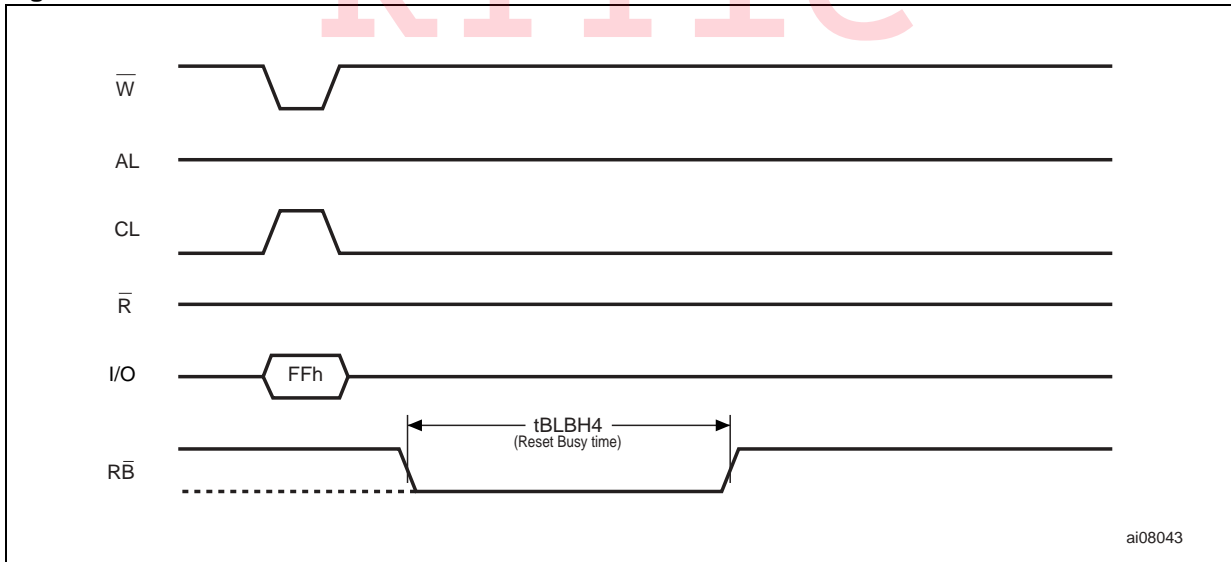 W̅
AL
CL
R̅
I/O
FFh
tBLBH4
(Reset Busy time)
RB̅
ai08043